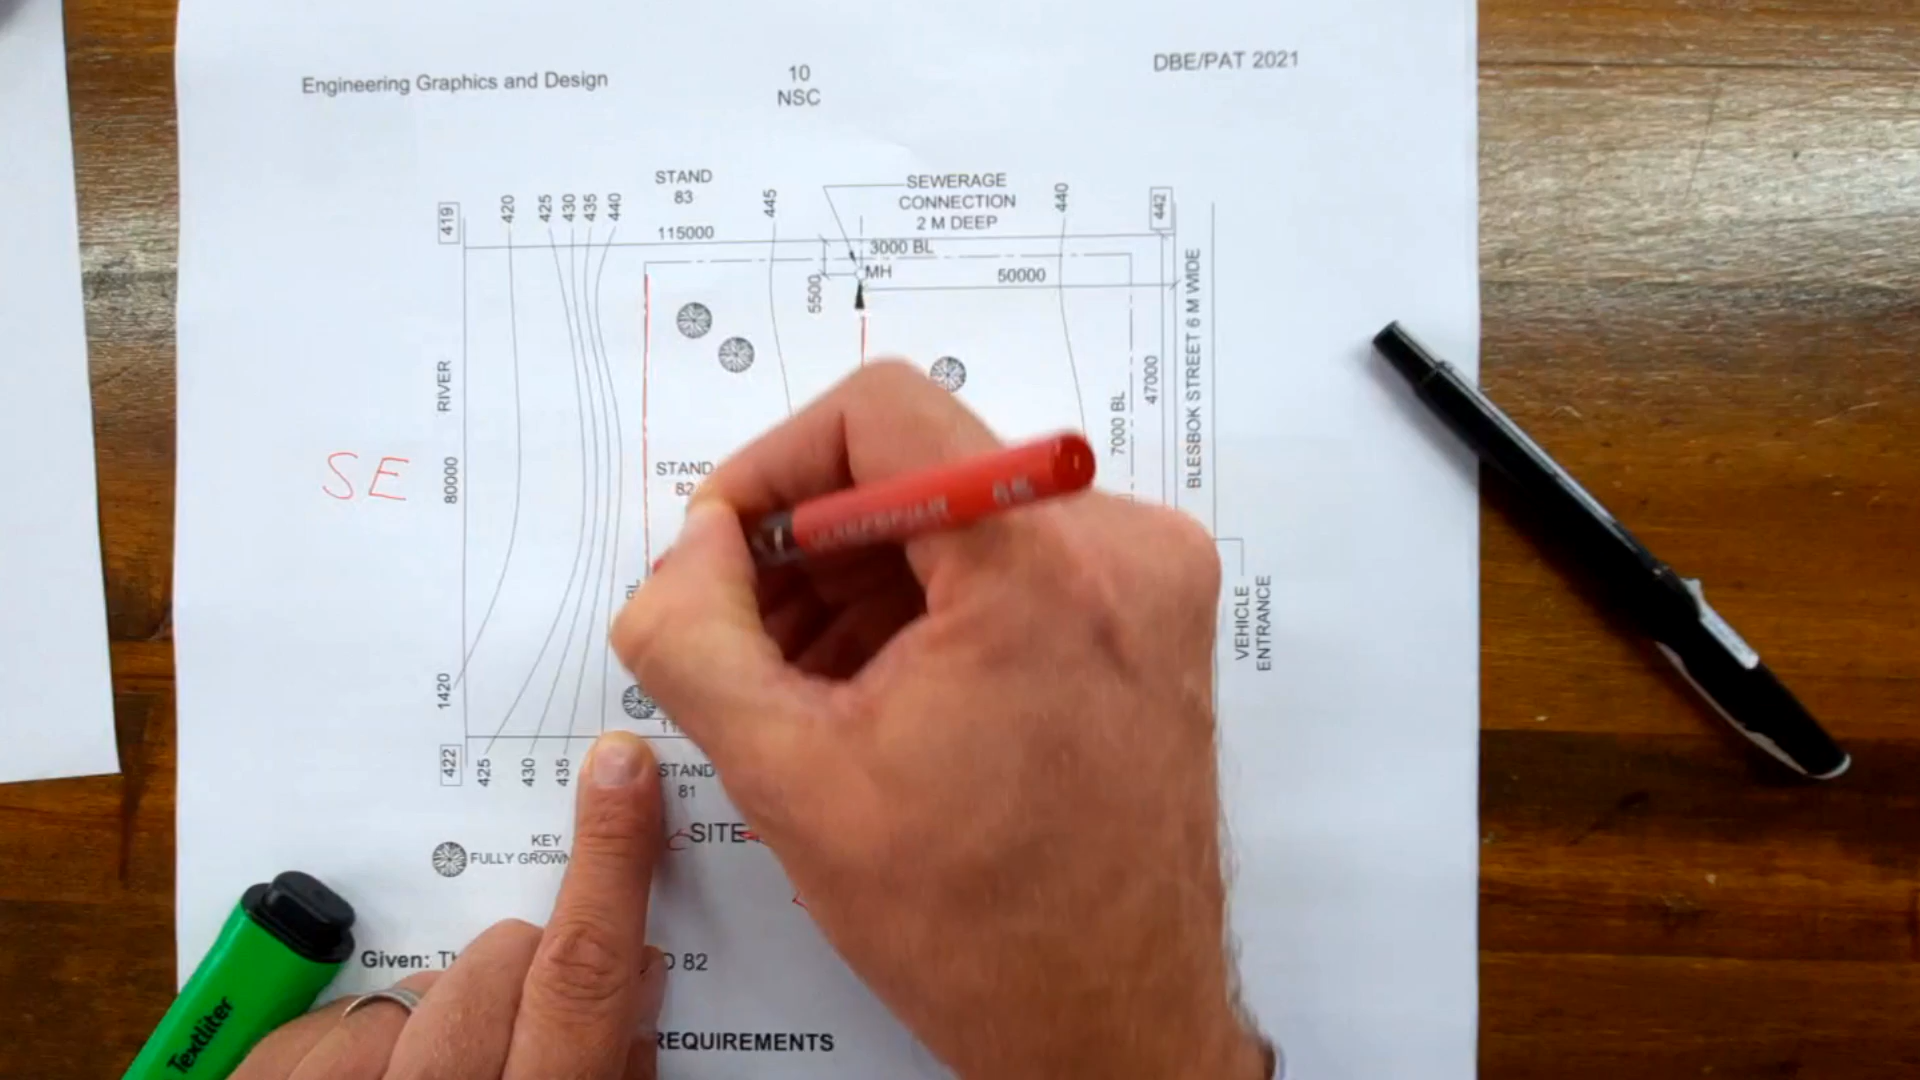 Engineering Graphics and Design
10
NSC
DBE/PAT 2021
STAND
83
SEWERAGE
CONNECTION
2 M DEEP
419
420
425
430
435
440
445
440
442
115000
3000 BL
MH
50000
5500
RIVER
80000
SE
STAND
82
7000 BL
47000
BLESBOK STREET 6 M WIDE
BL
VEHICLE
ENTRANCE
1420
422
425
430
435
STAND
81
SITE
KEY
FULLY GROWN
Given:
82
REQUIREMENTS
Textliter